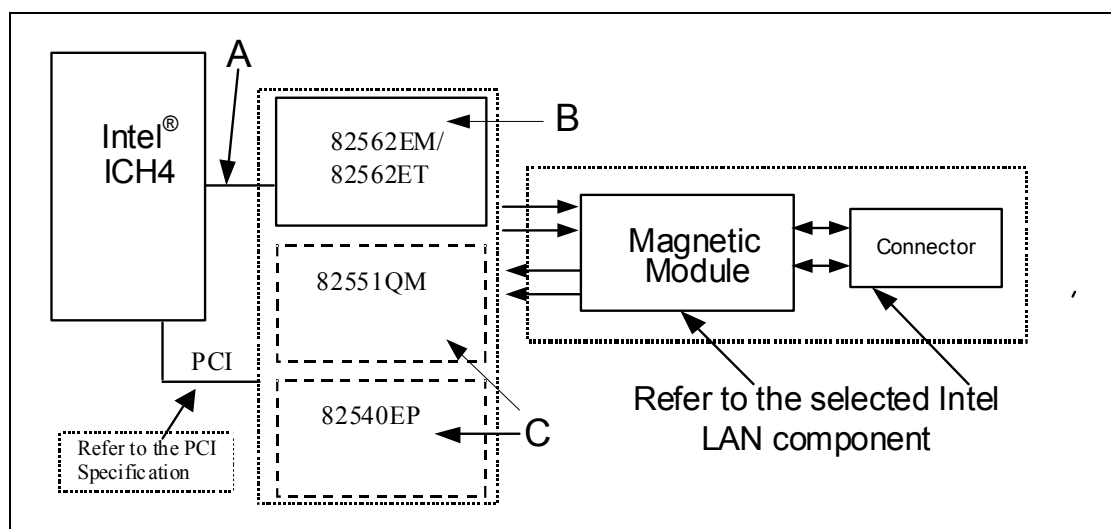 A
Intel®
ICH4
82562EM/
82562ET
B
82551QM
82540EP
C
Magnetic
Module
Connector
PCI
Refer to the PCI
Specification
Refer to the selected Intel
LAN component